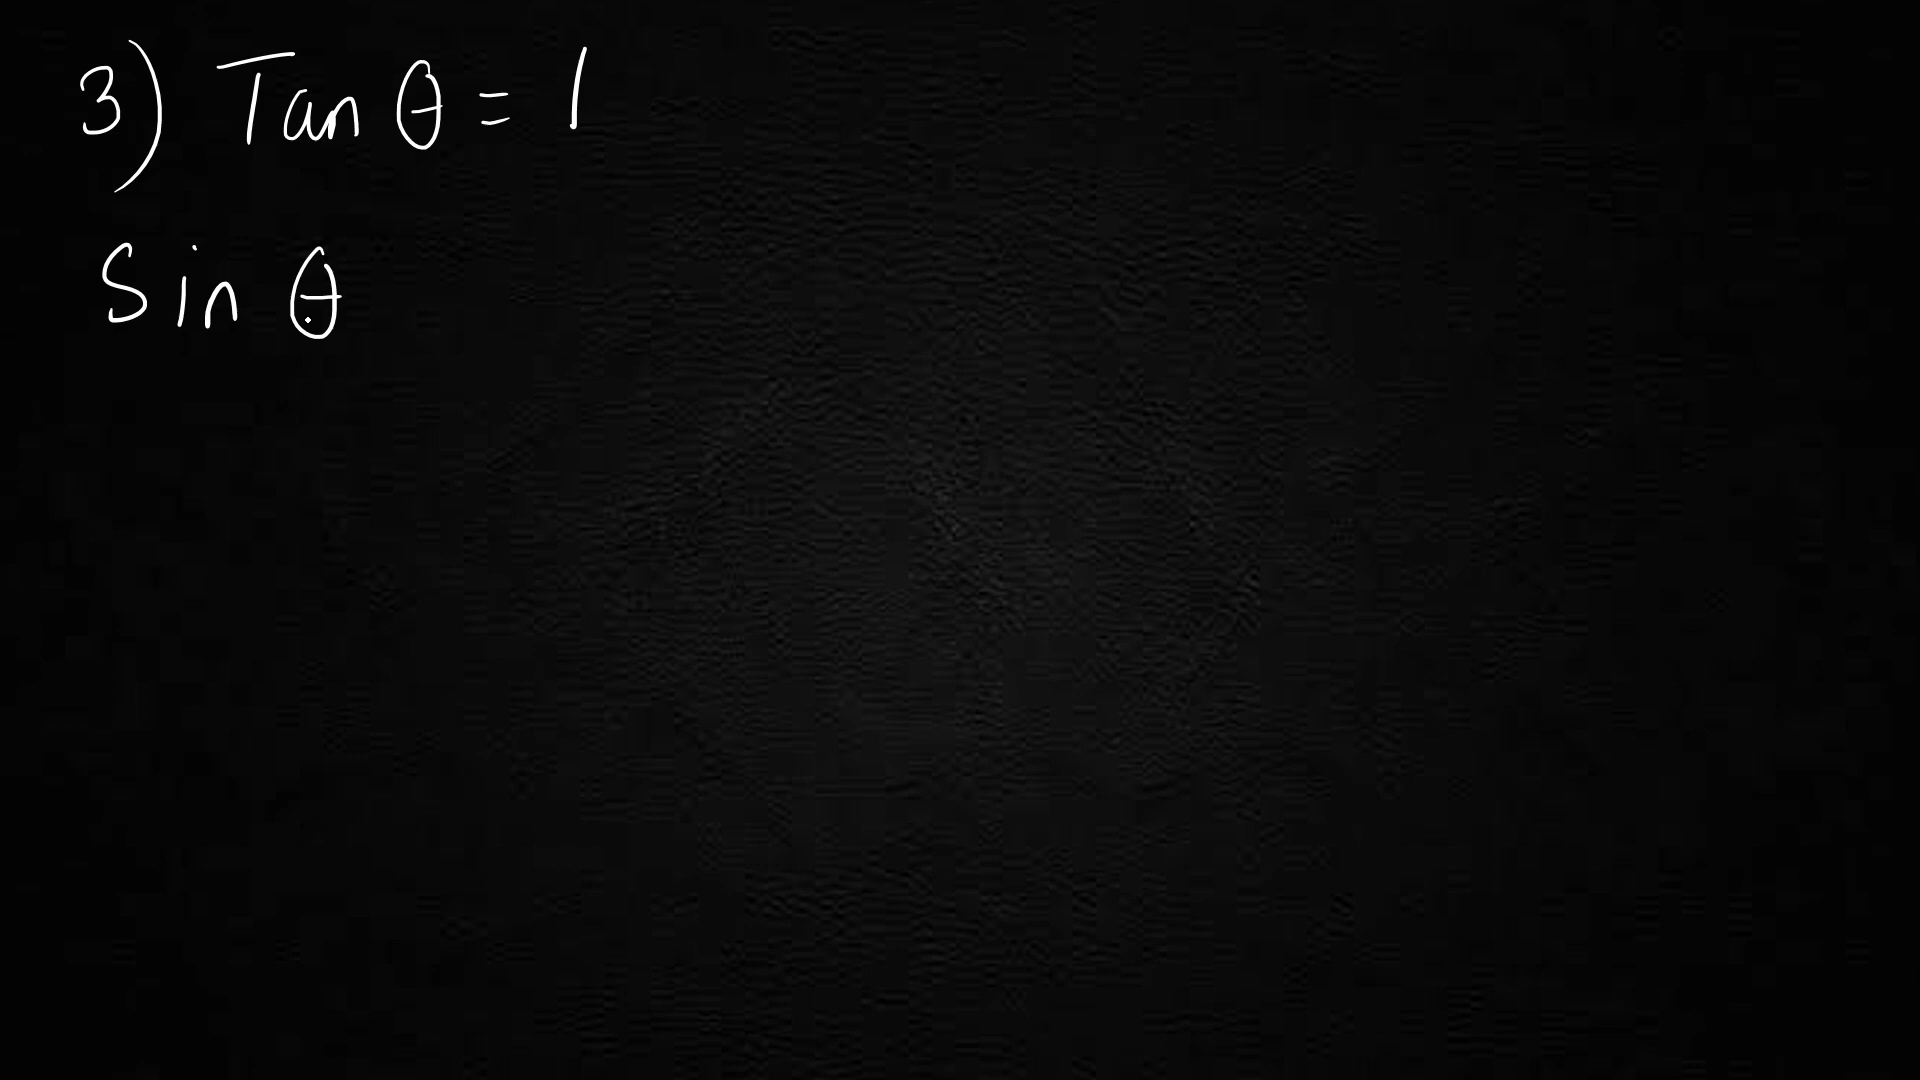 3) Tan θ = 1
Sin θ